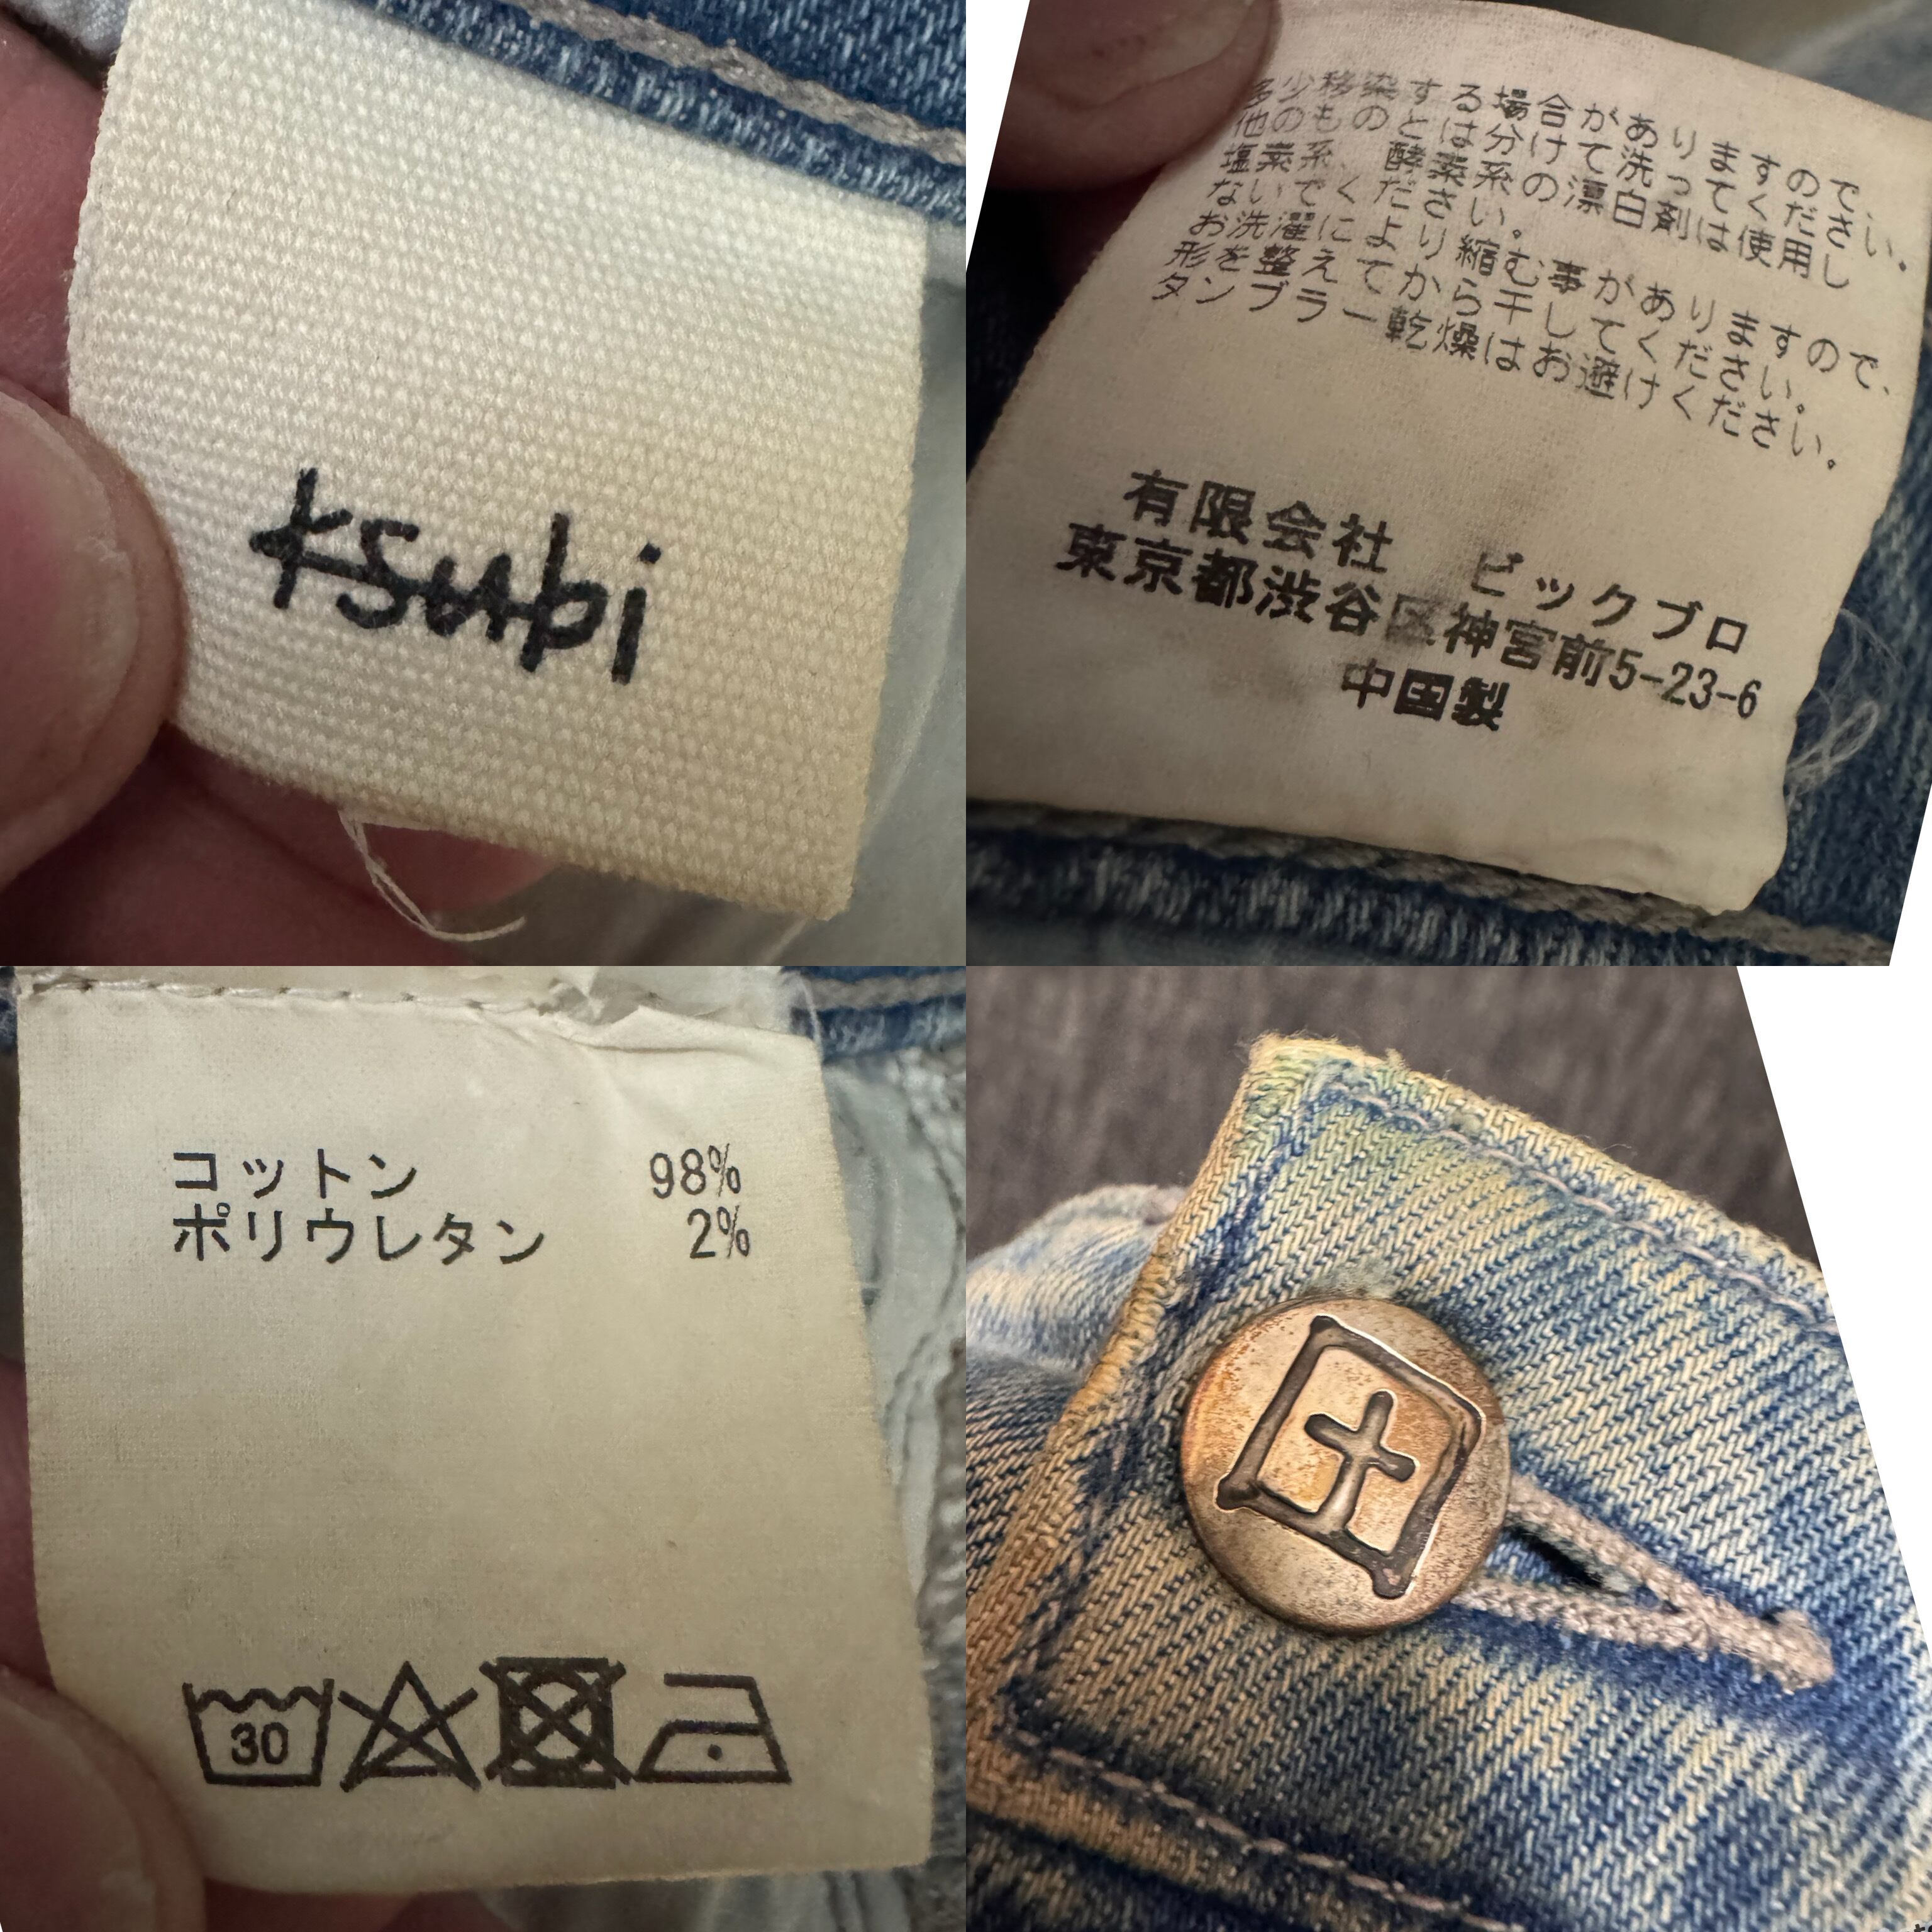 ksubi
多少移染する場合がありますので、
他のものとは分けて洗ってください。
塩素系、酵素系の漂白剤は使用し
ないでください。
お洗濯により縮む事がありますので、
形を整えてから干してください。
タンブラー乾燥はお避けください。
有限会社 ビックブロ
東京都渋谷区神宮前5-23-6
中国製
コットン 98%
ポリウレタン 2%
30